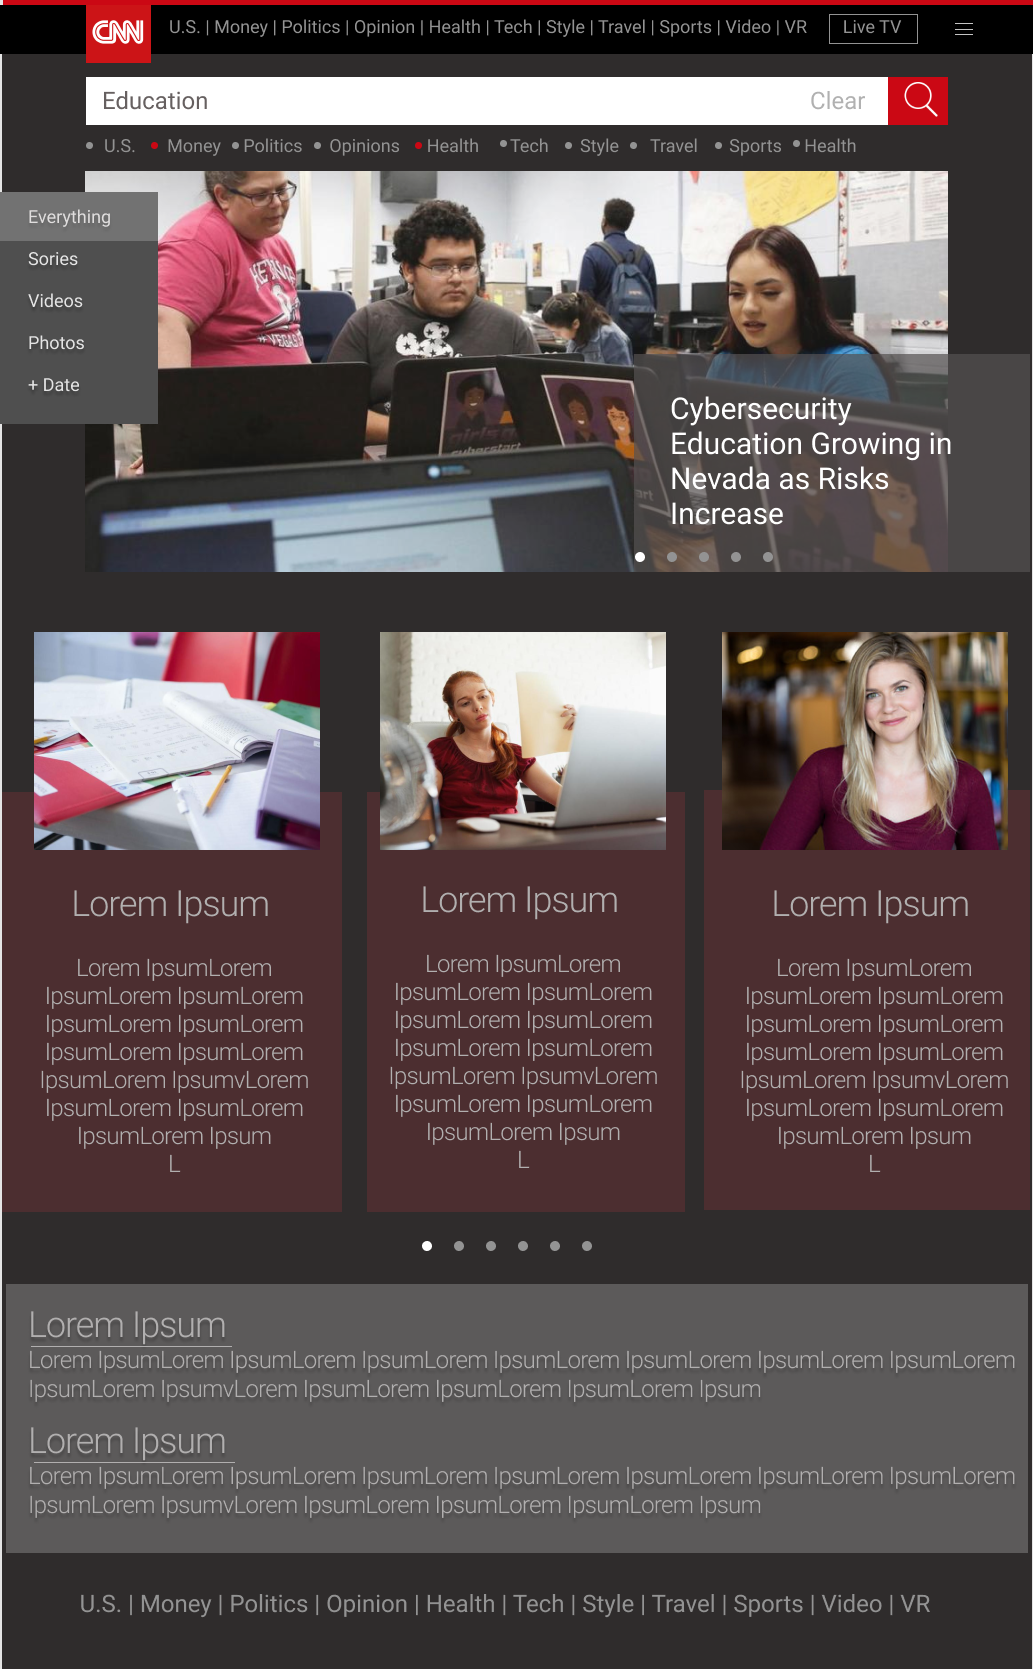 CNN
U.S. | Money | Politics | Opinion | Health | Tech | Style | Travel | Sports | Video | VR
Live TV
Education
Clear
U.S. Money Politics Opinions Health Tech Style Travel Sports Health
Everything
Sories
Videos
Photos
+ Date
girls
cyberstart
Cybersecurity
Education Growing in
Nevada as Risks
Increase
Lorem Ipsum
Lorem IpsumLorem
IpsumLorem IpsumLorem
IpsumLorem IpsumLorem
IpsumLorem IpsumLorem
IpsumLorem IpsumvLorem
IpsumLorem IpsumLorem
IpsumLorem Ipsum
L
Lorem Ipsum
Lorem IpsumLorem
IpsumLorem IpsumLorem
IpsumLorem IpsumLorem
IpsumLorem IpsumLorem
IpsumLorem IpsumvLorem
IpsumLorem IpsumLorem
IpsumLorem Ipsum
L
Lorem Ipsum
Lorem IpsumLorem
IpsumLorem IpsumLorem
IpsumLorem IpsumLorem
IpsumLorem IpsumLorem
IpsumLorem IpsumvLorem
IpsumLorem IpsumLorem
IpsumLorem Ipsum
L
Lorem Ipsum
Lorem IpsumLorem IpsumLorem IpsumLorem IpsumLorem IpsumLorem IpsumLorem IpsumLorem
IpsumLorem IpsumvLorem IpsumLorem IpsumLorem IpsumLorem Ipsum
Lorem Ipsum
Lorem IpsumLorem IpsumLorem IpsumLorem IpsumLorem IpsumLorem IpsumLorem IpsumLorem
IpsumLorem IpsumvLorem IpsumLorem IpsumLorem IpsumLorem Ipsum
U.S. | Money | Politics | Opinion | Health | Tech | Style | Travel | Sports | Video | VR